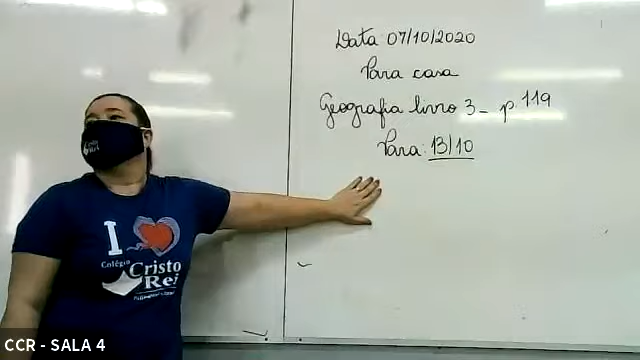 Data 07/10/2020
Para casa
Geografia livro 3 - p. 119
Para: 13/10
I
Colégio
Cristo
Rei
CCR - SALA 4